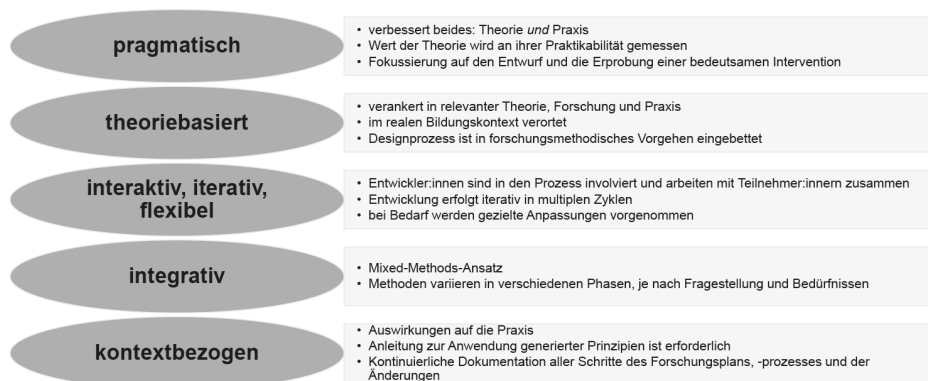 pragmatisch
• verbessert beides: Theorie und Praxis
• Wert der Theorie wird an ihrer Praktikabilität gemessen
• Fokussierung auf den Entwurf und die Erprobung einer bedeutsamen Intervention
theoriebasiert
• verankert in relevanter Theorie, Forschung und Praxis
• im realen Bildungskontext verortet
• Designprozess ist in forschungsmethodisches Vorgehen eingebettet
interaktiv, iterativ,
flexibel
• Entwickler:innen sind in den Prozess involviert und arbeiten mit Teilnehmer:innern zusammen
• Entwicklung erfolgt iterativ in multiplen Zyklen
• bei Bedarf werden gezielte Anpassungen vorgenommen
integrativ
• Mixed-Methods-Ansatz
• Methoden variieren in verschiedenen Phasen, je nach Fragestellung und Bedürfnissen
kontextbezogen
• Auswirkungen auf die Praxis
• Anleitung zur Anwendung generierter Prinzipien ist erforderlich
• Kontinuierliche Dokumentation aller Schritte des Forschungsplans, -prozesses und der
Änderungen